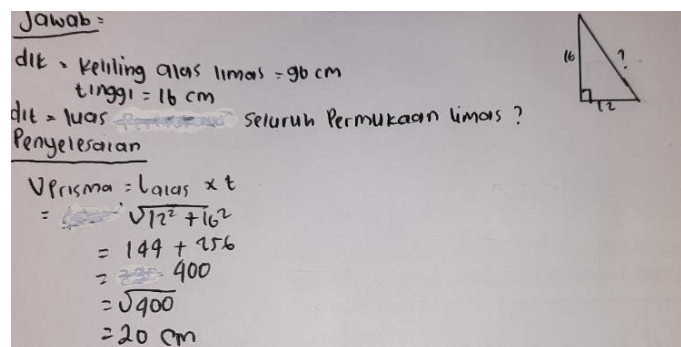 Jawab :
dik = Keliling alas limas = 96 cm
tinggi = 16 cm
dit = luas seluruh Permukaan limas ?
Penyelesaian
V Prisma = Lalas x t
= √12² + 16²
= 144 + 256
= 400
= √400
= 20 cm
16
?
12